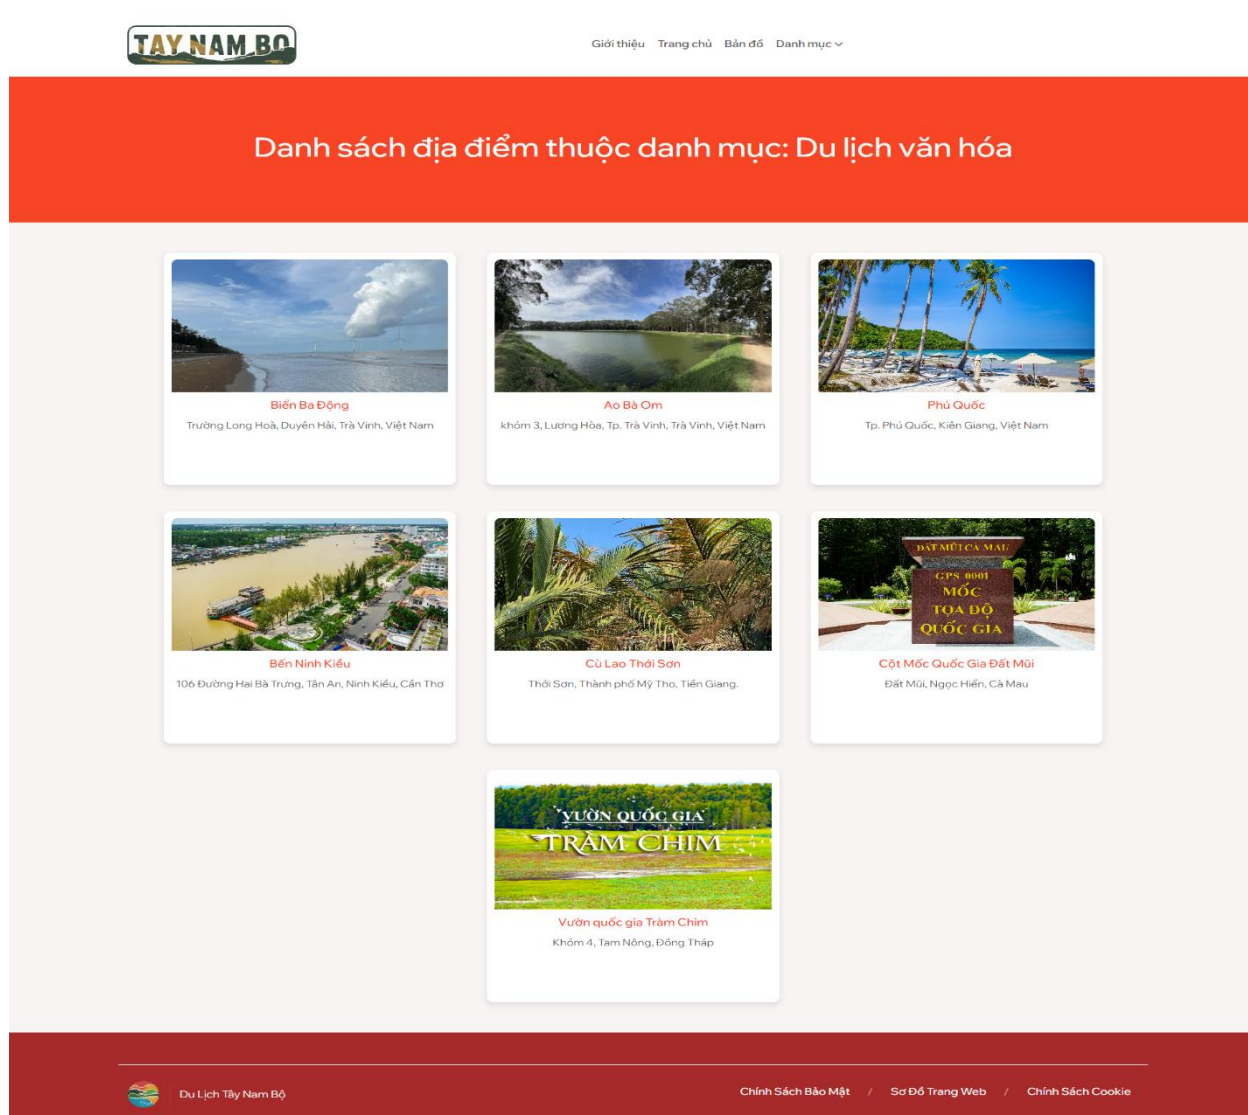 TAY NAM BO
Giới thiệu Trang chủ Bản đồ Danh mục
Danh sách địa điểm thuộc danh mục: Du lịch văn hóa
Biển Ba Động
Trường Long Hoà, Duyên Hải, Trà Vinh, Việt Nam
Ao Bà Om
khóm 3, Lương Hòa, Tp. Trà Vinh, Trà Vinh, Việt Nam
Phú Quốc
Tp. Phú Quốc, Kiên Giang, Việt Nam
Bến Ninh Kiều
106 Đường Hai Bà Trưng, Tân An, Ninh Kiều, Cần Thơ
Cù Lao Thới Sơn
Thới Sơn, Thành phố Mỹ Tho, Tiền Giang.
ĐẤT MŨI CÀ MAU
GPS 0001
MỐC
TỌA ĐỘ
QUỐC GIA
Cột Mốc Quốc Gia Đất Mũi
Đất Mũi, Ngọc Hiển, Cà Mau
VƯỜN QUỐC GIA
TRÀM CHIM
Vườn quốc gia Tràm Chim
Khóm 4, Tam Nông, Đồng Tháp
Du Lịch Tây Nam Bộ
Chính Sách Bảo Mật / Sơ Đồ Trang Web / Chính Sách Cookie